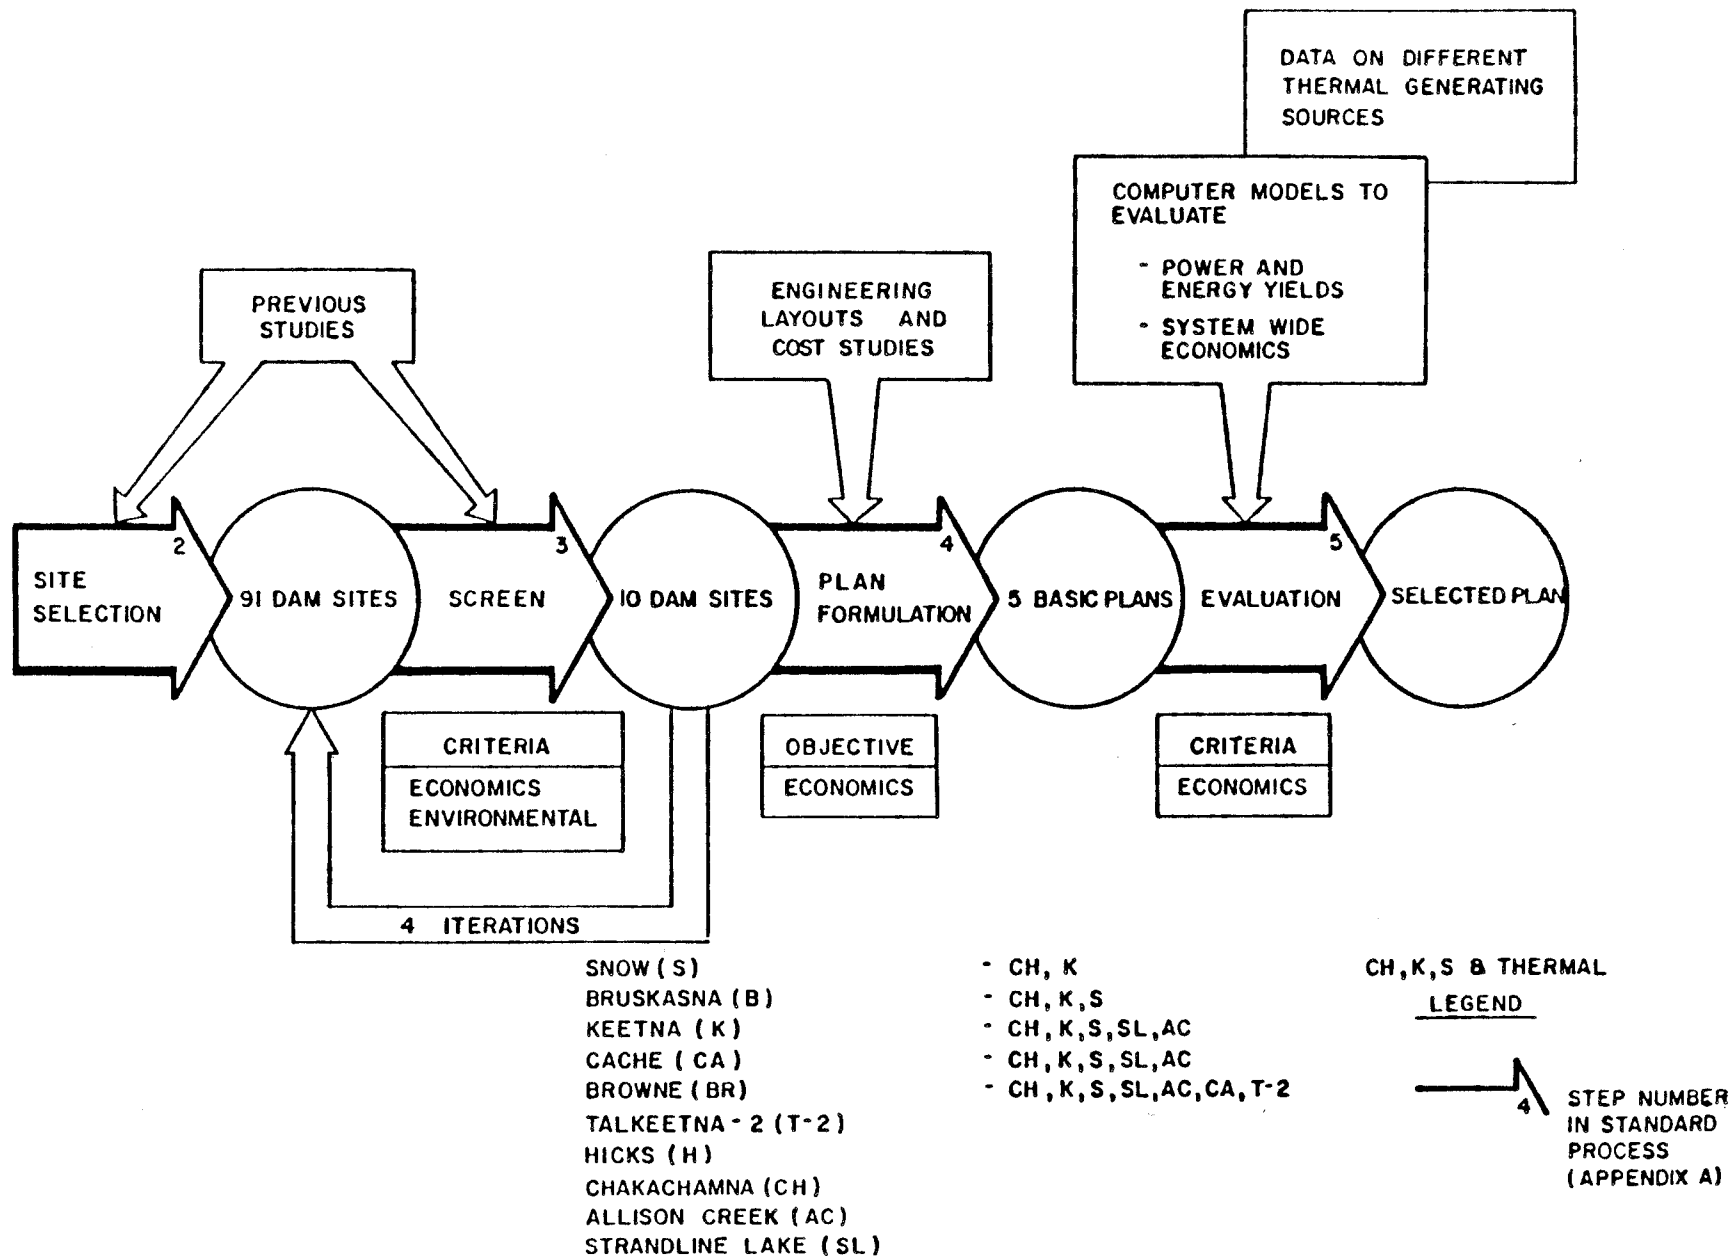 DATA ON DIFFERENT
THERMAL GENERATING
SOURCES
COMPUTER MODELS TO
EVALUATE
- POWER AND
ENERGY YIELDS
- SYSTEM WIDE
ECONOMICS
PREVIOUS
STUDIES
ENGINEERING
LAYOUTS AND
COST STUDIES
2
SITE
SELECTION
91 DAM SITES
3
SCREEN
10 DAM SITES
4
PLAN
FORMULATION
5 BASIC PLANS
5
EVALUATION
SELECTED PLAN
CRITERIA
ECONOMICS
ENVIRONMENTAL
OBJECTIVE
ECONOMICS
CRITERIA
ECONOMICS
4 ITERATIONS
SNOW (S)
BRUSKASNA (B)
KEETNA (K)
CACHE (CA)
BROWNE (BR)
TALKEETNA - 2 (T-2)
HICKS (H)
CHAKACHAMNA (CH)
ALLISON CREEK (AC)
STRANDLINE LAKE (SL)
- CH, K
- CH, K, S
- CH, K, S, SL, AC
- CH, K, S, SL, AC
- CH, K, S, SL, AC, CA, T-2
CH, K, S & THERMAL
LEGEND
4
STEP NUMBER
IN STANDARD
PROCESS
(APPENDIX A)